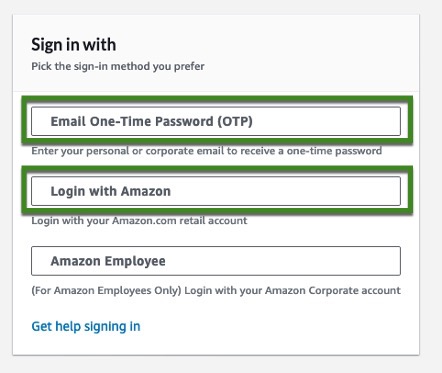 Sign in with
Pick the sign-in method you prefer
Email One-Time Password (OTP)
Enter your personal or corporate email to receive a one-time password
Login with Amazon
Login with your Amazon.com retail account
Amazon Employee
(For Amazon Employees Only) Login with your Amazon Corporate account
Get help signing in